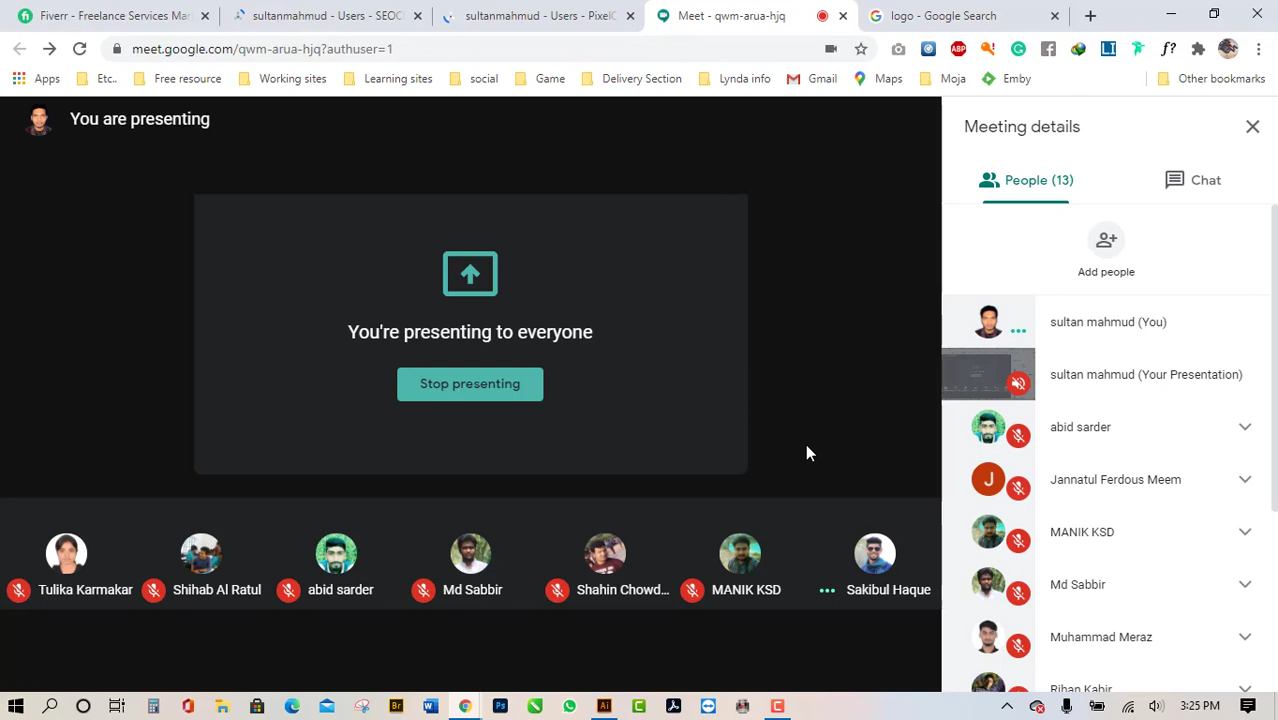 Fiverr - Freelance Services M
sultanmahmud - Users - SEOC
sultanmahmud - Users - PixelC
Meet - qwm-arua-hjq
logo - Google Search
meet.google.com/qwm-arua-hjq?authuser=1
Apps
Etc..
Free resource
Working sites
Learning sites
social
Game
Delivery Section
Lynda info
Gmail
Maps
Moja
Emby
Other bookmarks
You are presenting
You're presenting to everyone
Stop presenting
Tulika Karmakar
Shihab Al Ratul
abid sarder
Md Sabbir
Shahin Chowd...
MANIK KSD
Sakibul Haque
Meeting details
People (13)
Chat
Add people
sultan mahmud (You)
sultan mahmud (Your Presentation)
abid sarder
J
Jannatul Ferdous Meem
MANIK KSD
Md Sabbir
Muhammad Meraz
Rihan Kabir
3:25 PM